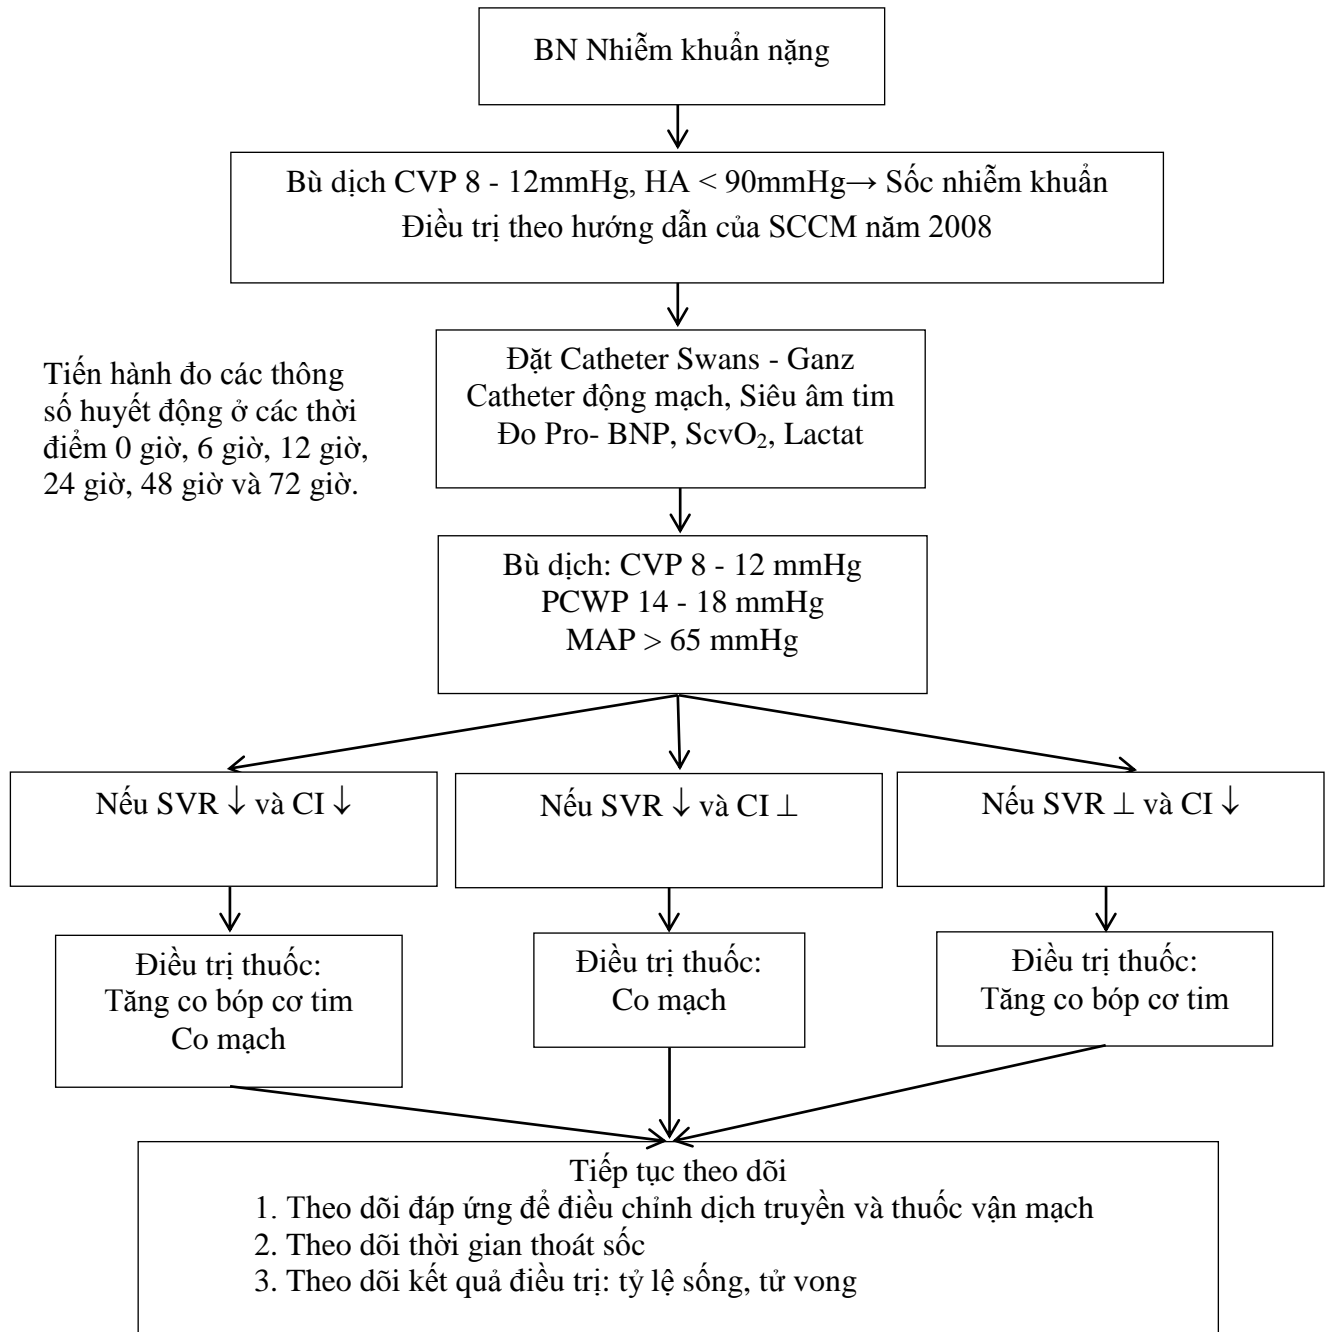 BN Nhiễm khuẩn nặng
Bù dịch CVP 8 - 12mmHg, HA < 90mmHg→ Sốc nhiễm khuẩn
Điều trị theo hướng dẫn của SCCM năm 2008
Tiến hành đo các thông
số huyết động ở các thời
điểm 0 giờ, 6 giờ, 12 giờ,
24 giờ, 48 giờ và 72 giờ.
Đặt Catheter Swans - Ganz
Catheter động mạch, Siêu âm tim
Đo Pro- BNP, ScvO₂, Lactat
Bù dịch: CVP 8 - 12 mmHg
PCWP 14 - 18 mmHg
MAP > 65 mmHg
Nếu SVR ↓ và CI ↓
Nếu SVR ↓ và CI ⊥
Nếu SVR ⊥ và CI ↓
Điều trị thuốc:
Tăng co bóp cơ tim
Co mạch
Điều trị thuốc:
Co mạch
Điều trị thuốc:
Tăng co bóp cơ tim
Tiếp tục theo dõi
1. Theo dõi đáp ứng để điều chỉnh dịch truyền và thuốc vận mạch
2. Theo dõi thời gian thoát sốc
3. Theo dõi kết quả điều trị: tỷ lệ sống, tử vong